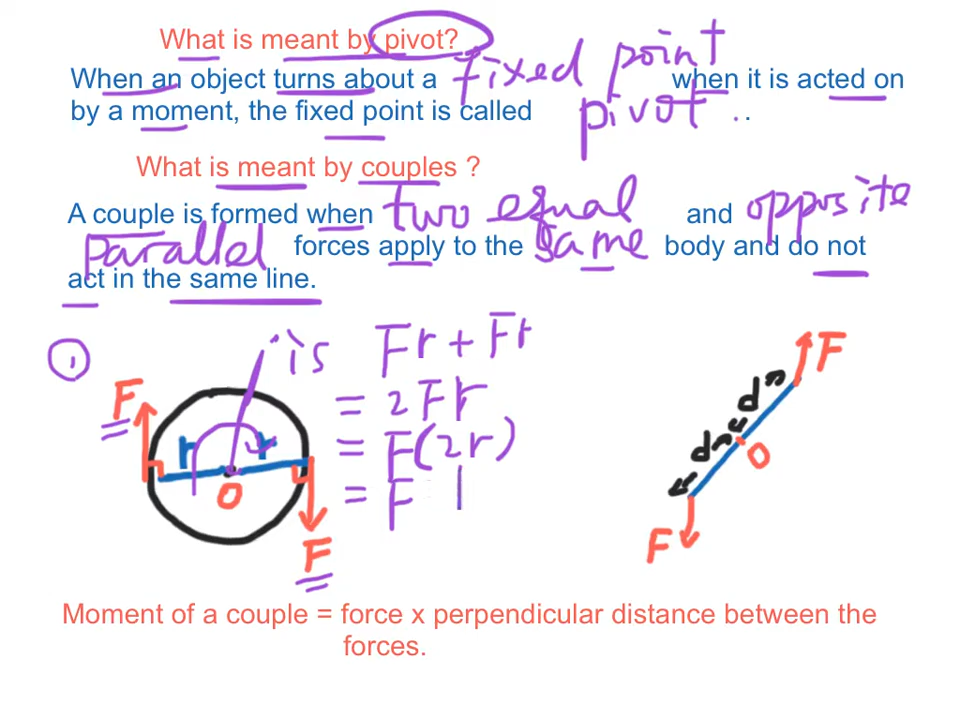 What is meant by pivot?
When an object turns about a fixed point when it is acted on
by a moment, the fixed point is called pivot ..
What is meant by couples ?
A couple is formed when two equal and opposite
parallel forces apply to the same body and do not
act in the same line.
① is Fr + Fr
= 2Fr
= F(2r)
= F
F
r r
O
F
F
d
d
O
F
Moment of a couple = force x perpendicular distance between the
forces.